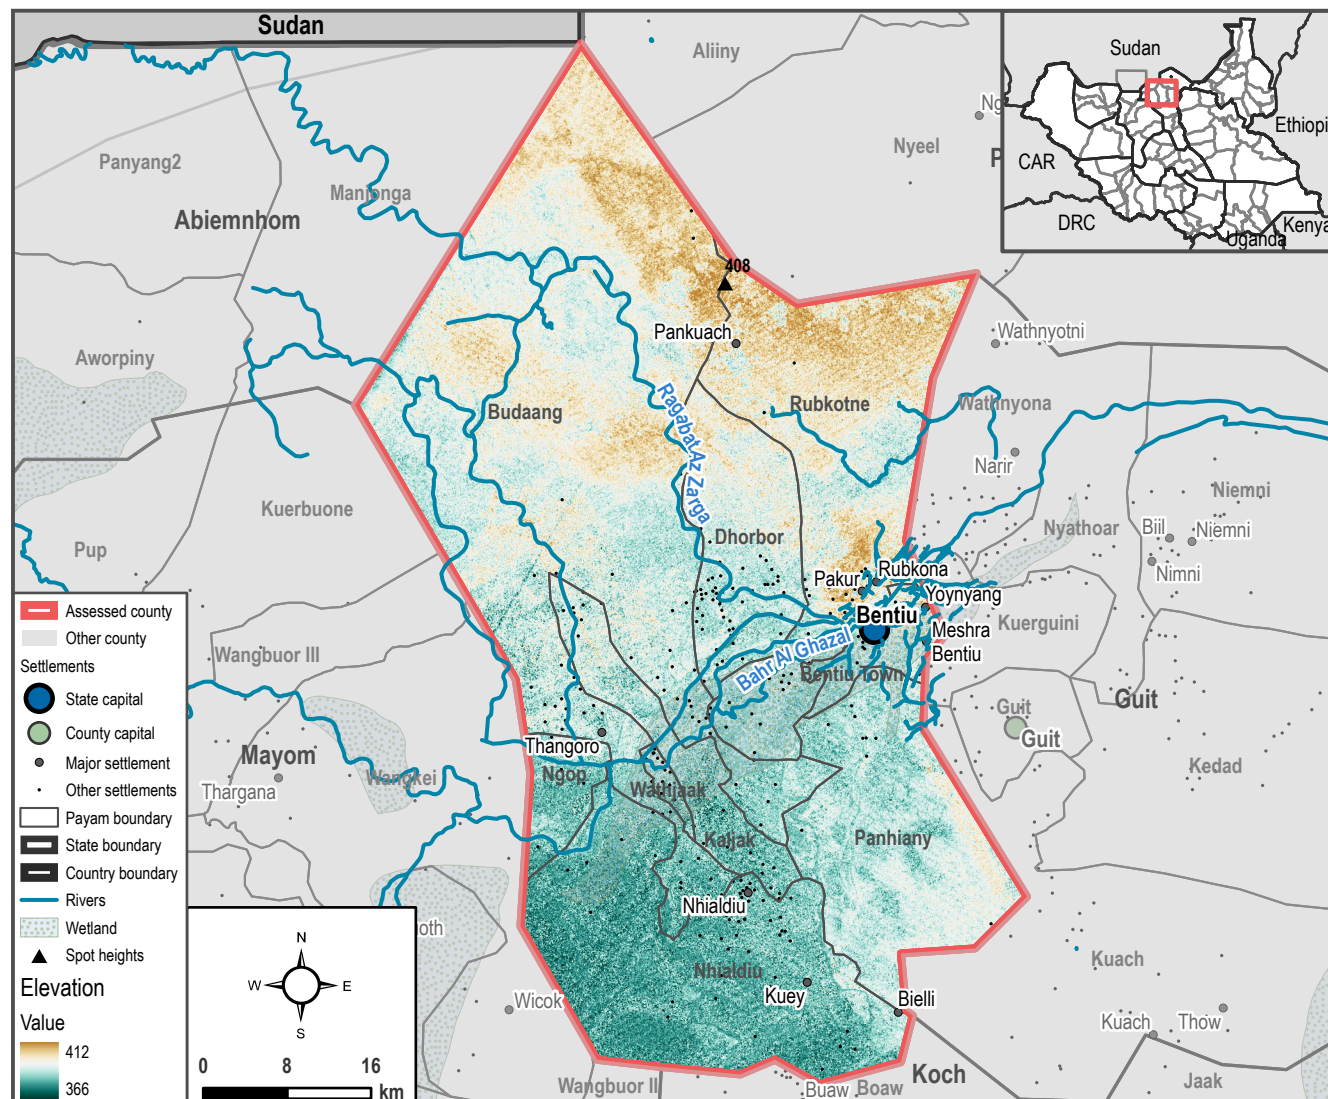 Sudan
Aliiny
Nyeel
Ng
P
Panyang2
Manjonga
Abiemnhom
Sudan
Ethiopi
CAR
DRC
Uganda
Kenya
408
Pankuach
Wathnyotni
Aworpiny
Budaang
Rubkotne
Wathnyona
Ragabat Az Zarga
Narir
Kuerbuone
Niemni
Nyathoar
Biil
Niemni
Pup
Dhorbor
Nimni
Pakur
Rubkona
Yoynyang
Bentiu
Kuerguini
Meshra
Bentiu
Bahr Al Ghazal
Bentiu Town
Wangbuor III
Guit
Guit
Guit
Mayom
Thangoro
Ngop
Wangkei
Thargana
Kedad
Wathjaak
Kaljak
Panhiany
Nhialdiu
oth
Nhialdiu
Kuey
Bielli
Kuach
Wicok
Kuach
Thow
Koch
Wangbuor II
Buaw
Boaw
Jaak
Assessed county
Other county
Settlements
State capital
County capital
Major settlement
Other settlements
Payam boundary
State boundary
Country boundary
Rivers
Wetland
Spot heights
Elevation
Value
412
366
N
W
E
S
0
8
16
km